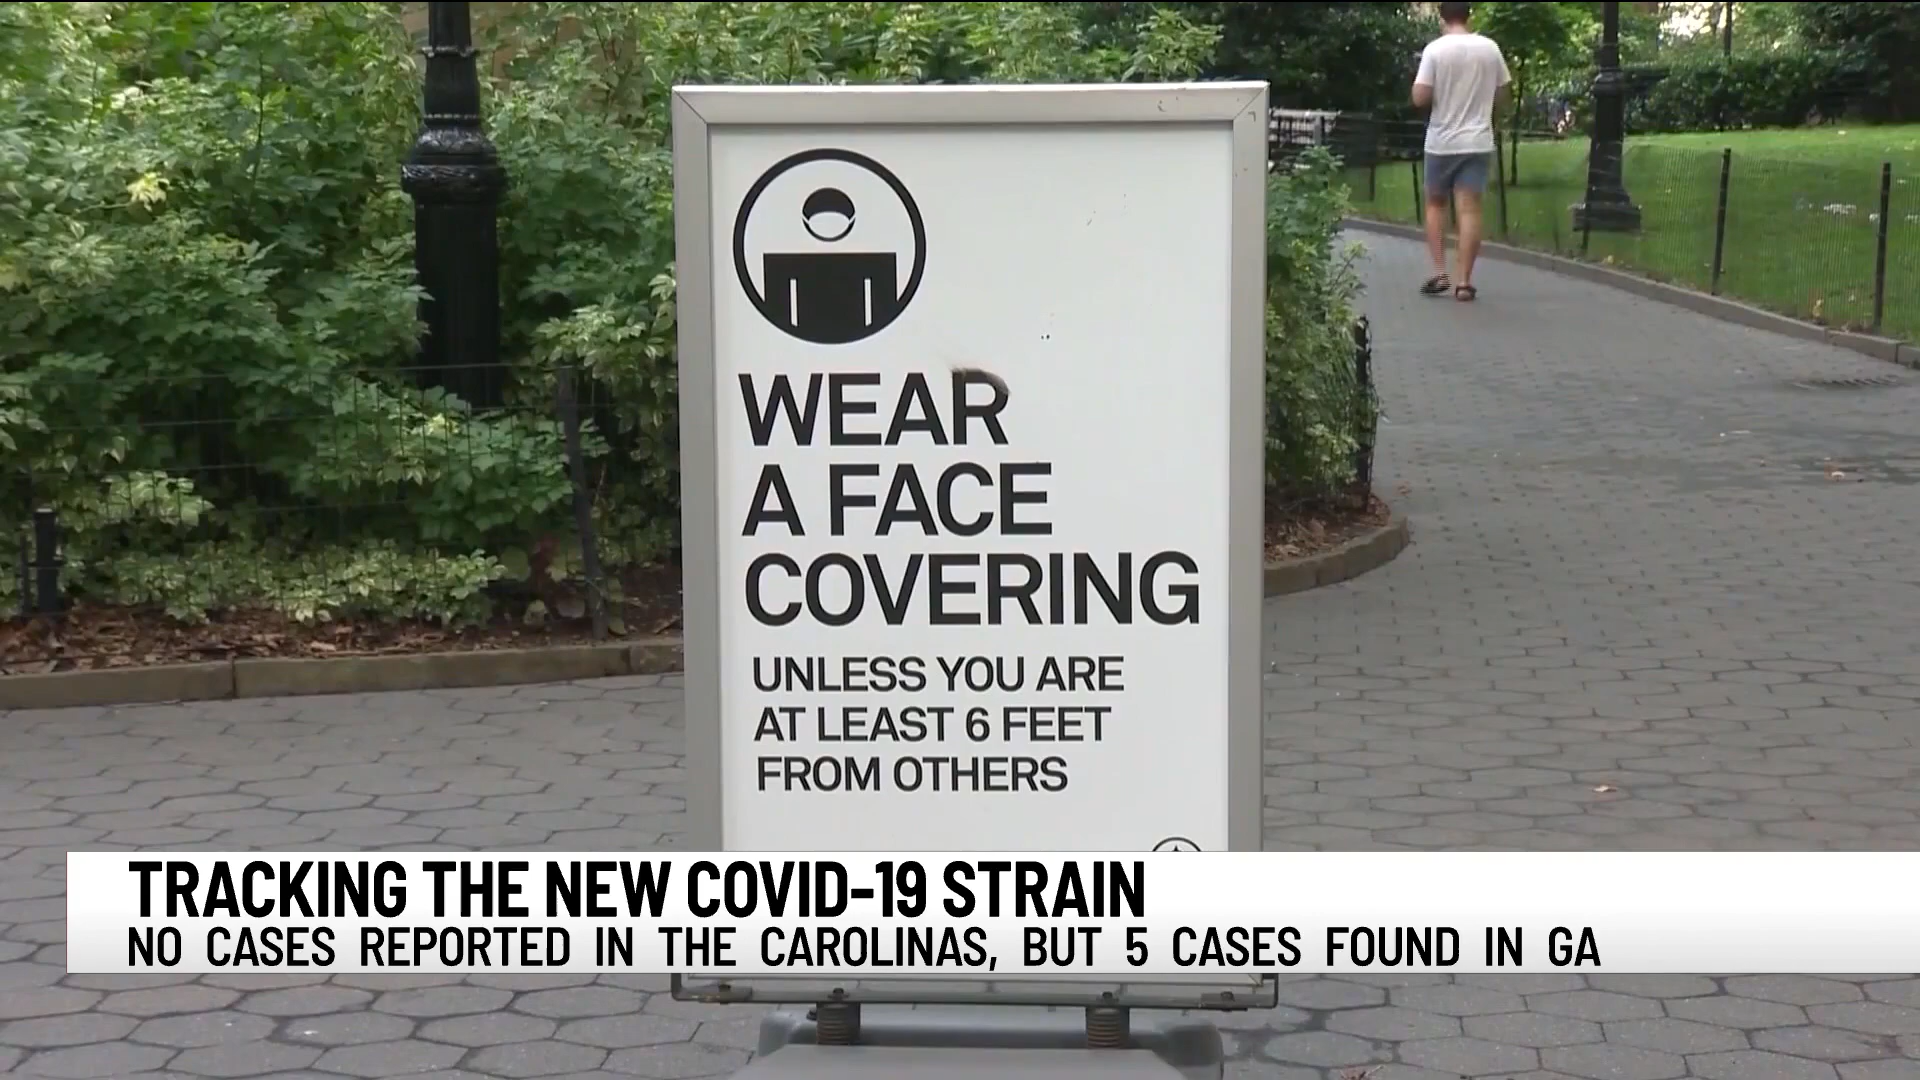 WEAR
A FACE
COVERING
UNLESS YOU ARE
AT LEAST 6 FEET
FROM OTHERS
TRACKING THE NEW COVID-19 STRAIN
NO CASES REPORTED IN THE CAROLINAS, BUT 5 CASES FOUND IN GA